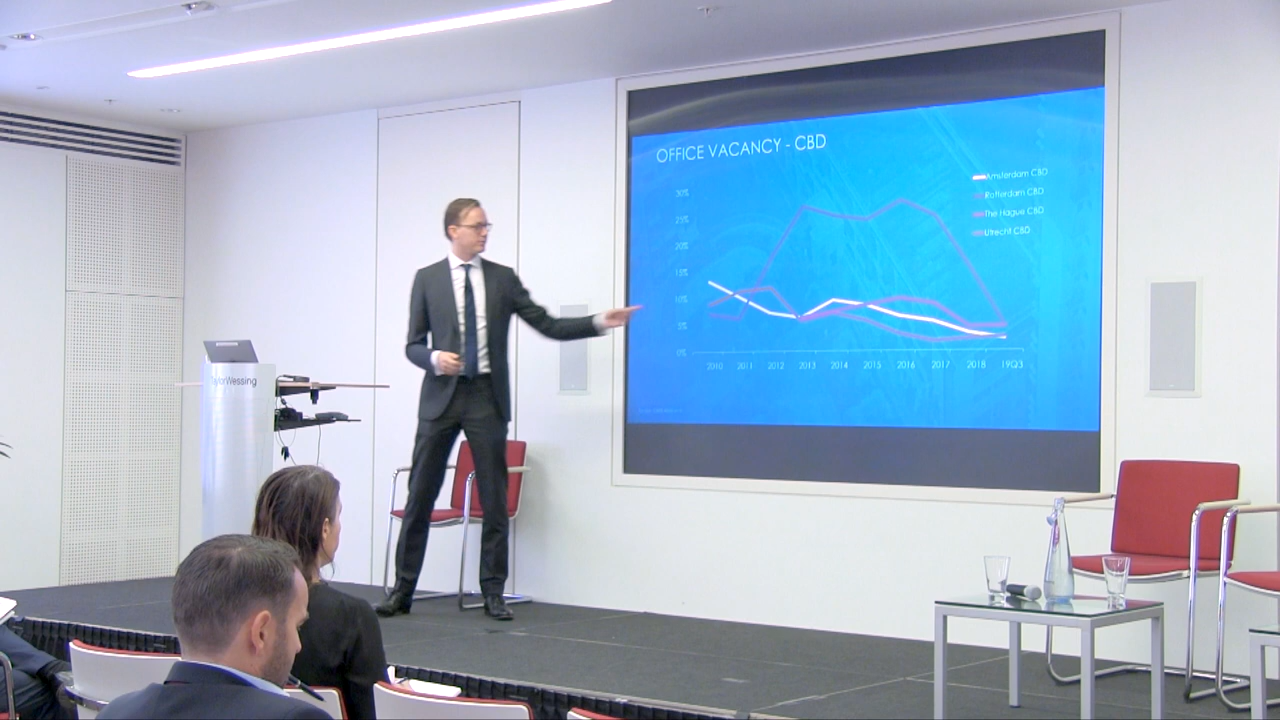 OFFICE VACANCY - CBD
Amsterdam CBD
Rotterdam CBD
The Hague CBD
Utrecht CBD
30%
25%
20%
15%
10%
5%
0%
2010 2011 2012 2013 2014 2015 2016 2017 2018 19Q3
TaylorWessing